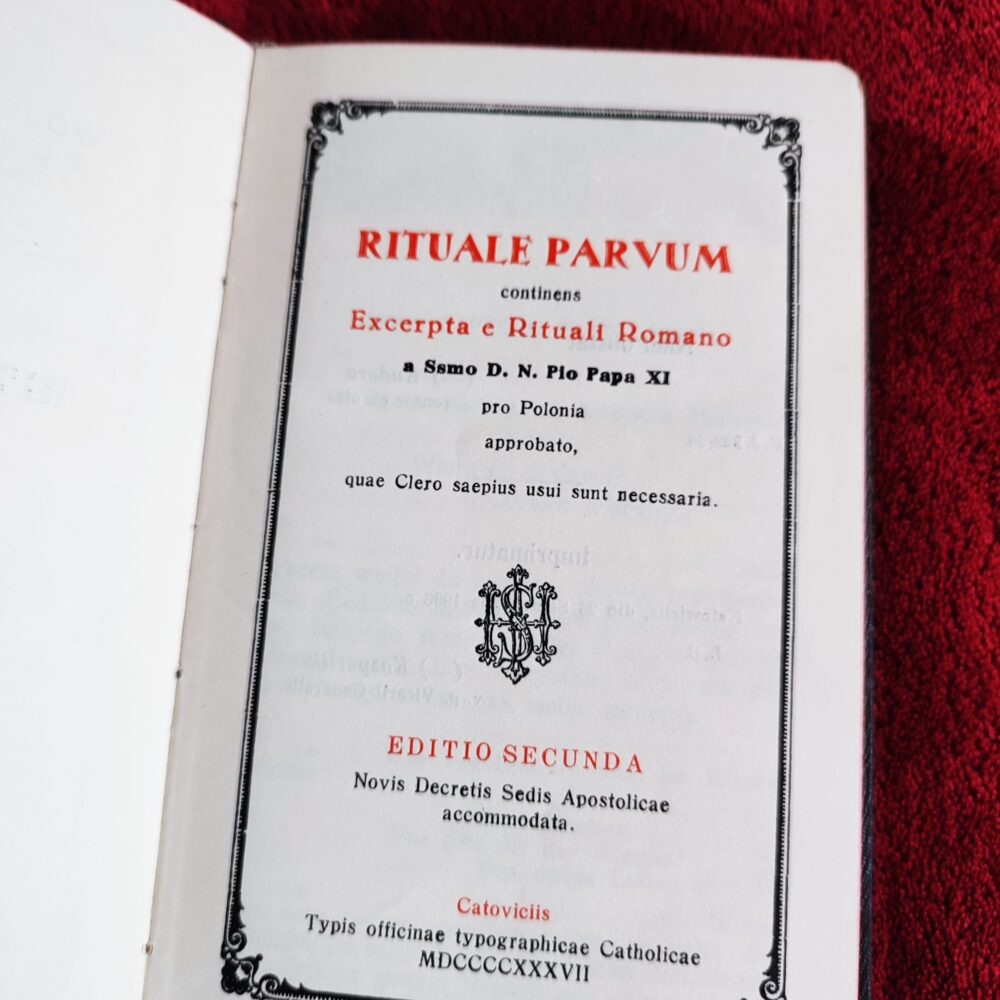 RITUALE PARVUM
continens
Excerpta e Rituali Romano
a Ssmo D. N. Pio Papa XI
pro Polonia
approbato,
quae Clero saepius usui sunt necessaria.
IHS
EDITIO SECUNDA
Novis Decretis Sedis Apostolicae
accommodata.
Catoviciis
Typis officinae typographicae Catholicae
MDCCCCXXXVII